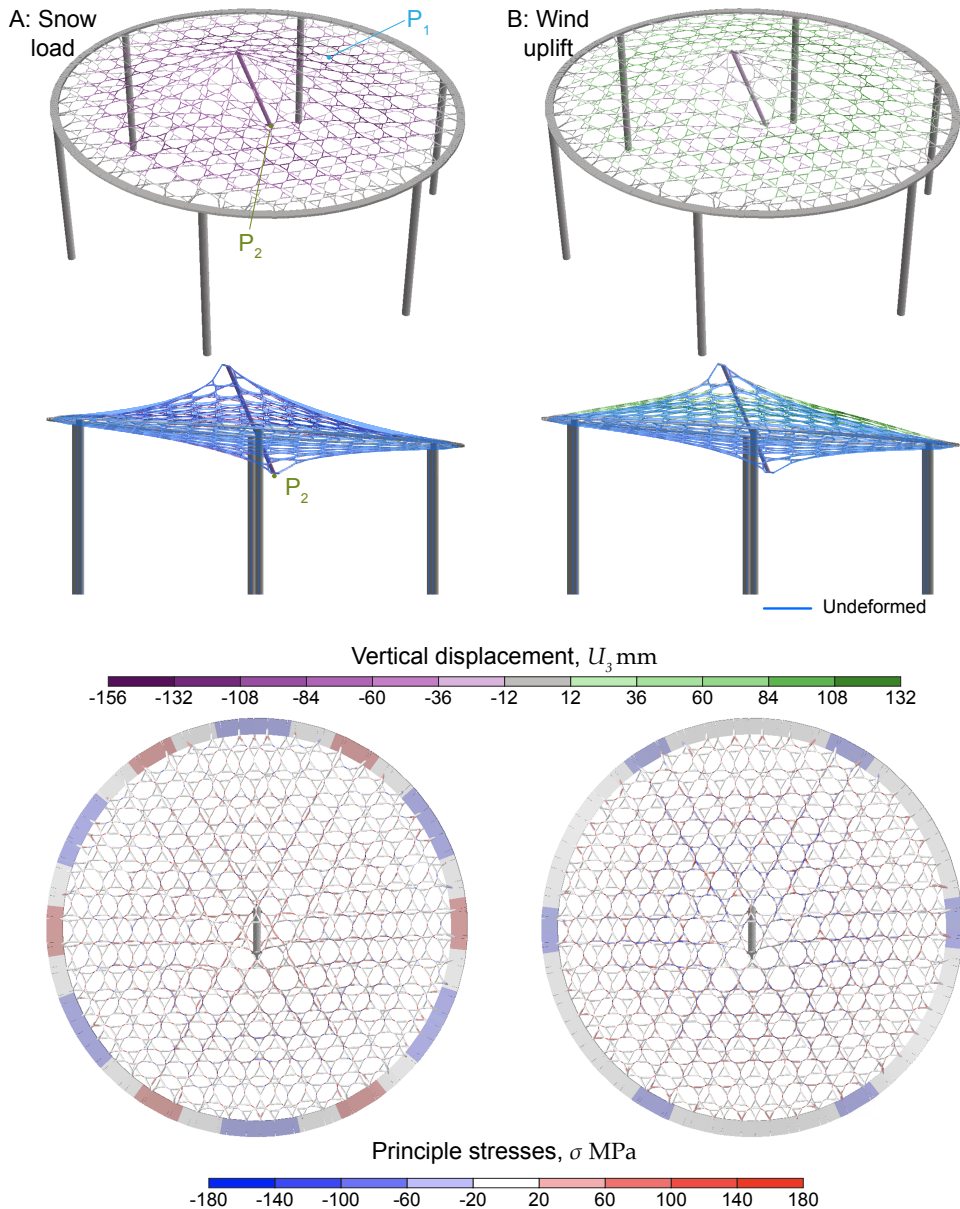 A: Snow load
P1
B: Wind uplift
P2
P2
Undeformed
Vertical displacement, U3 mm
-156 -132 -108 -84 -60 -36 -12 12 36 60 84 108 132
Principle stresses, σ MPa
-180 -140 -100 -60 -20 20 60 100 140 180